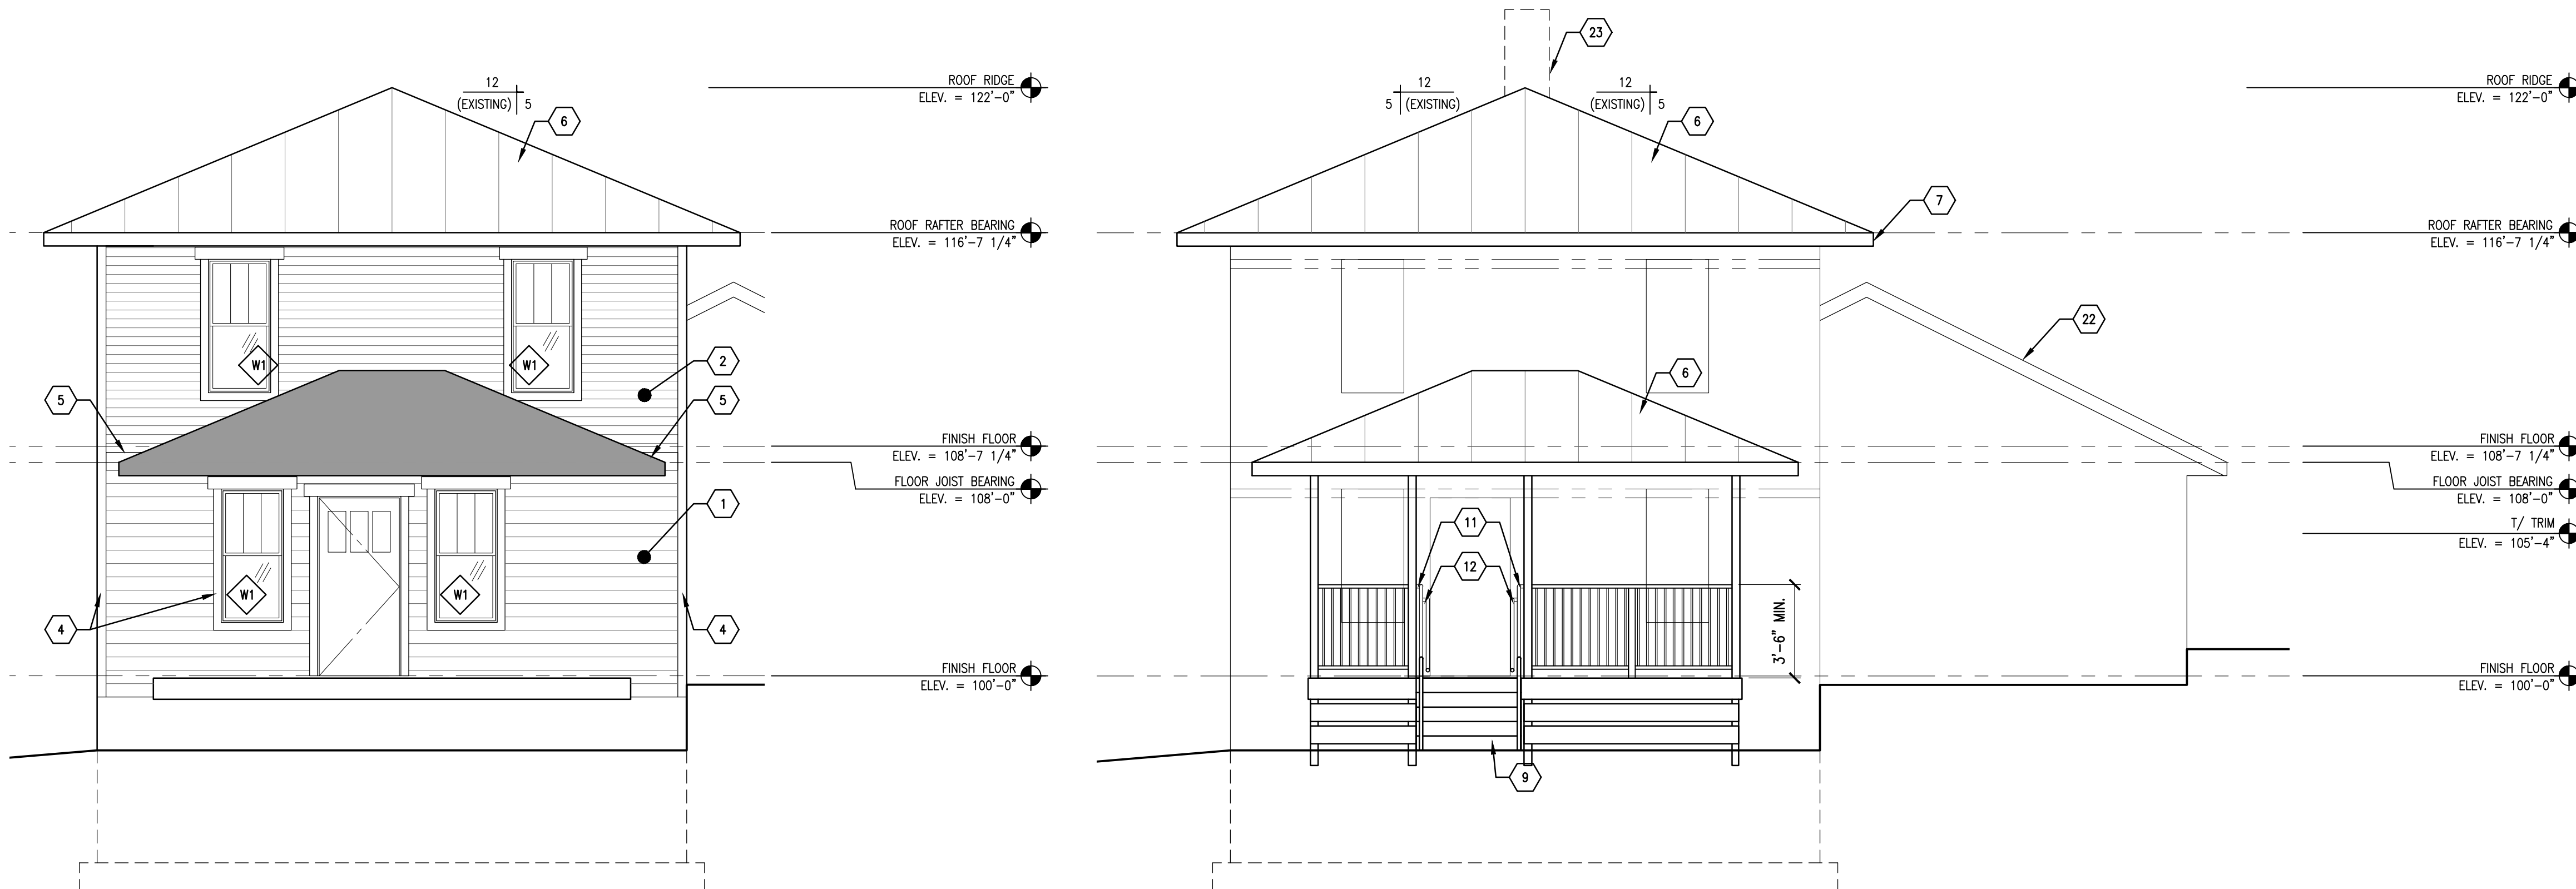 12
(EXISTING) 5
6
ROOF RIDGE
ELEV. = 122'-0"
ROOF RAFTER BEARING
ELEV. = 116'-7 1/4"
W1
W1
2
5
5
FINISH FLOOR
ELEV. = 108'-7 1/4"
FLOOR JOIST BEARING
ELEV. = 108'-0"
1
W1
W1
4
4
FINISH FLOOR
ELEV. = 100'-0"
23
12
5 (EXISTING)
12
(EXISTING) 5
6
7
22
6
11
12
3'-6" MIN.
9
ROOF RIDGE
ELEV. = 122'-0"
ROOF RAFTER BEARING
ELEV. = 116'-7 1/4"
FINISH FLOOR
ELEV. = 108'-7 1/4"
FLOOR JOIST BEARING
ELEV. = 108'-0"
T/ TRIM
ELEV. = 105'-4"
FINISH FLOOR
ELEV. = 100'-0"